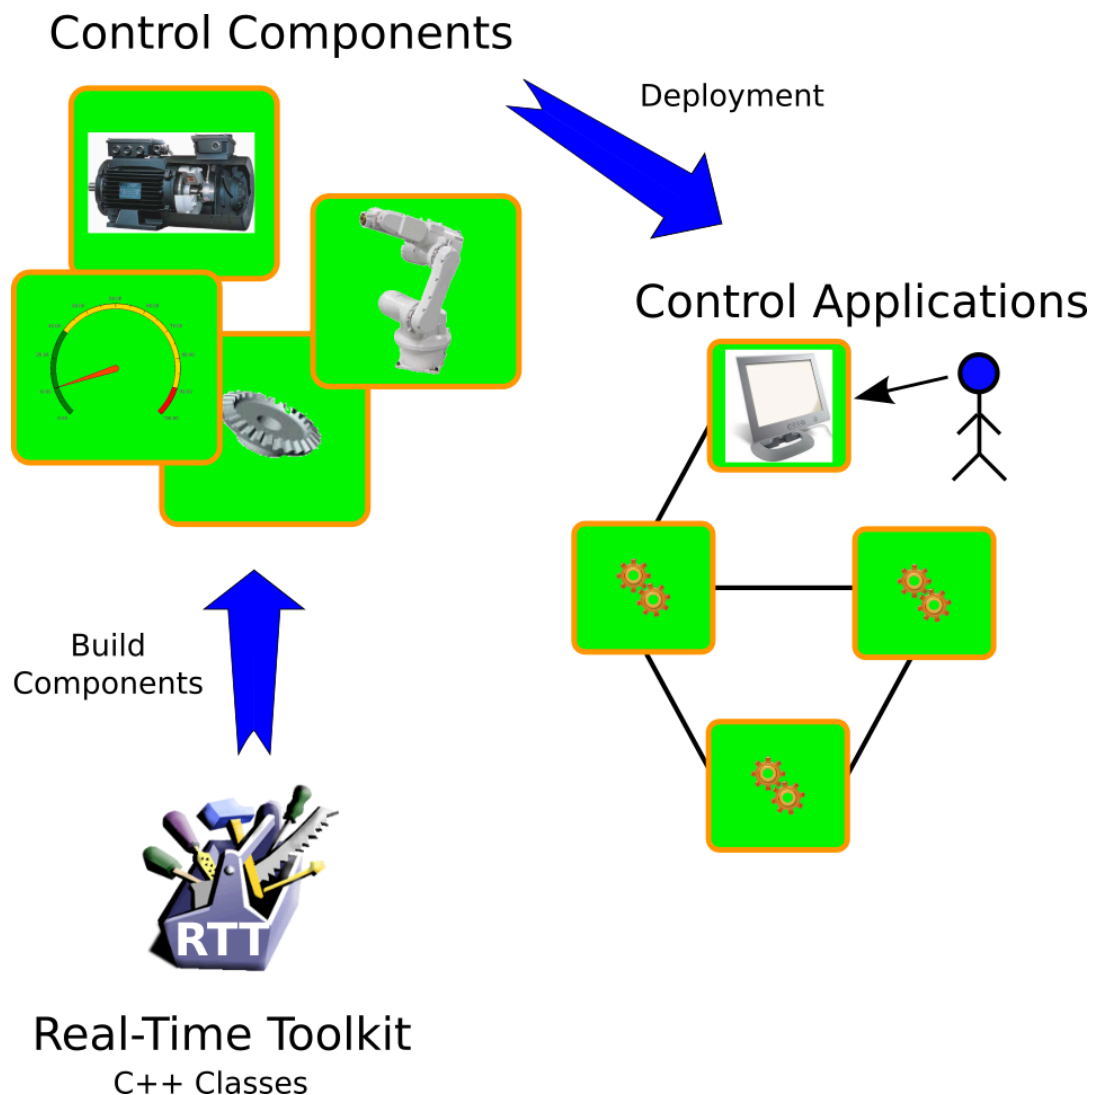 Control Components
Deployment
Control Applications
Build
Components
RTT
Real-Time Toolkit
C++ Classes